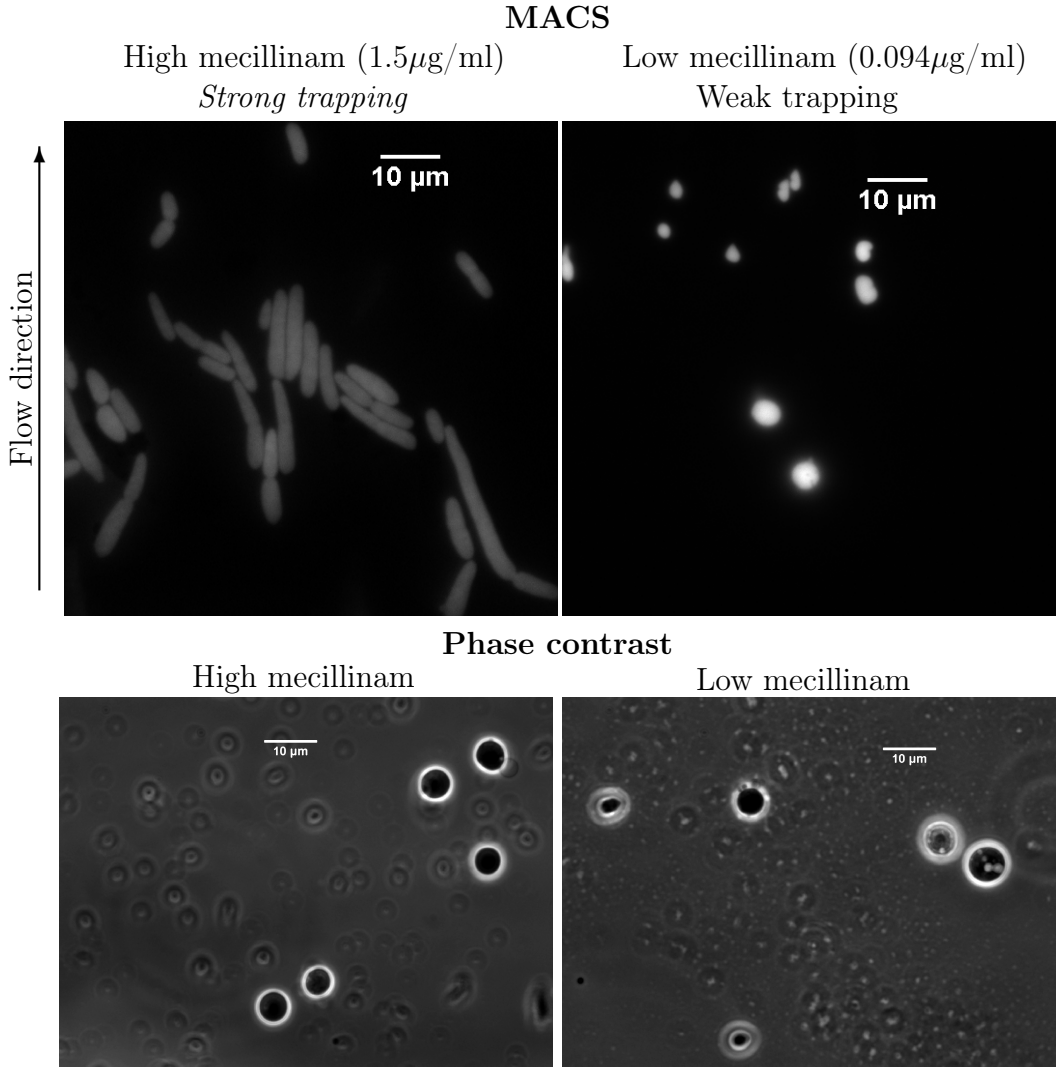 MACS
High mecillinam (1.5μg/ml)
Low mecillinam (0.094μg/ml)
Strong trapping
Weak trapping
Flow direction
10 μm
10 μm
Phase contrast
High mecillinam
Low mecillinam
10 μm
10 μm